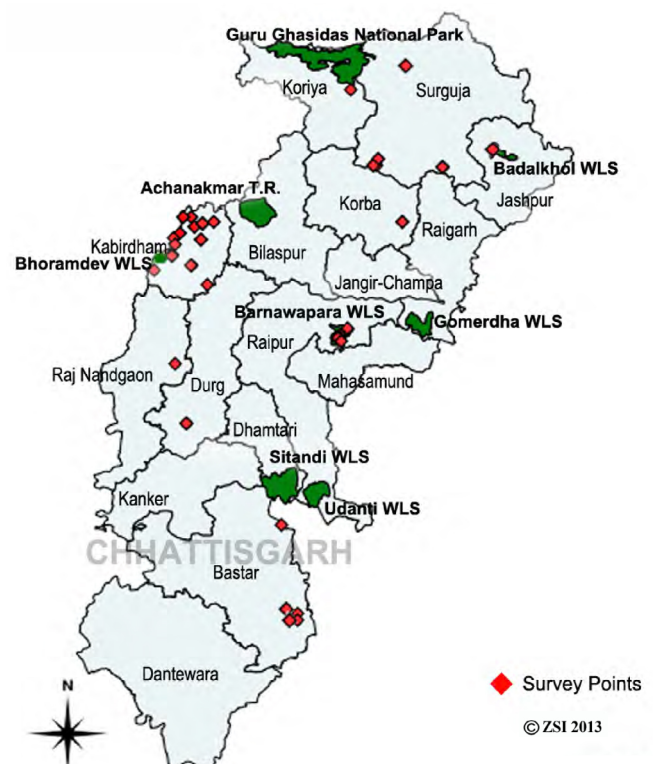 Guru Ghasidas National Park
Koriya
Surguja
Badalkhol WLS
Jashpur
Achanakmar T.R.
Korba
Raigarh
Kabirdham
Bilaspur
Bhoramdev WLS
Jangir-Champa
Barnawapara WLS
Gomerdha WLS
Raipur
Raj Nandgaon
Durg
Mahasamund
Dhamtari
Sitandi WLS
Kanker
Udanti WLS
CHHATTISGARH
Bastar
Dantewara
N
Survey Points
© ZSI 2013